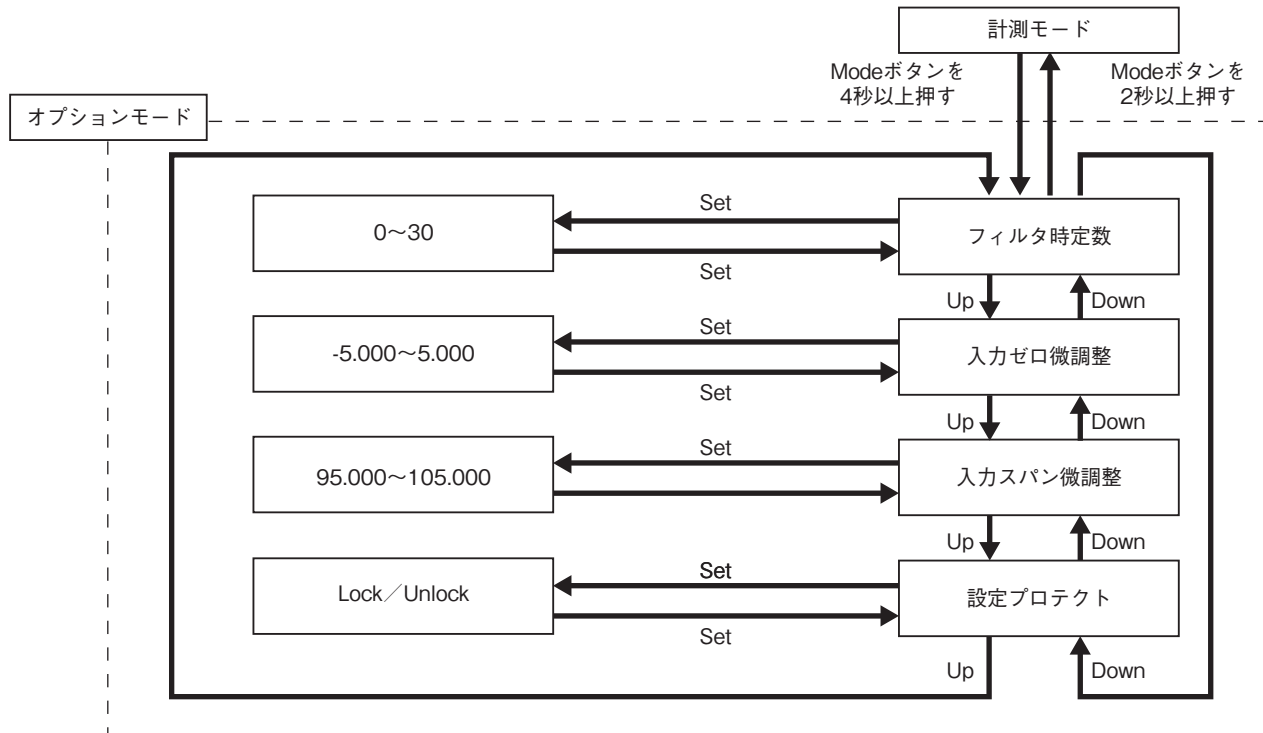 計測モード
Modeボタンを
4秒以上押す
Modeボタンを
2秒以上押す
オプションモード
0〜30
Set
Set
フィルタ時定数
Up
Down
-5.000〜5.000
Set
Set
入力ゼロ微調整
Up
Down
95.000〜105.000
Set
入力スパン微調整
Up
Down
Lock／Unlock
Set
Set
設定プロテクト
Up
Down